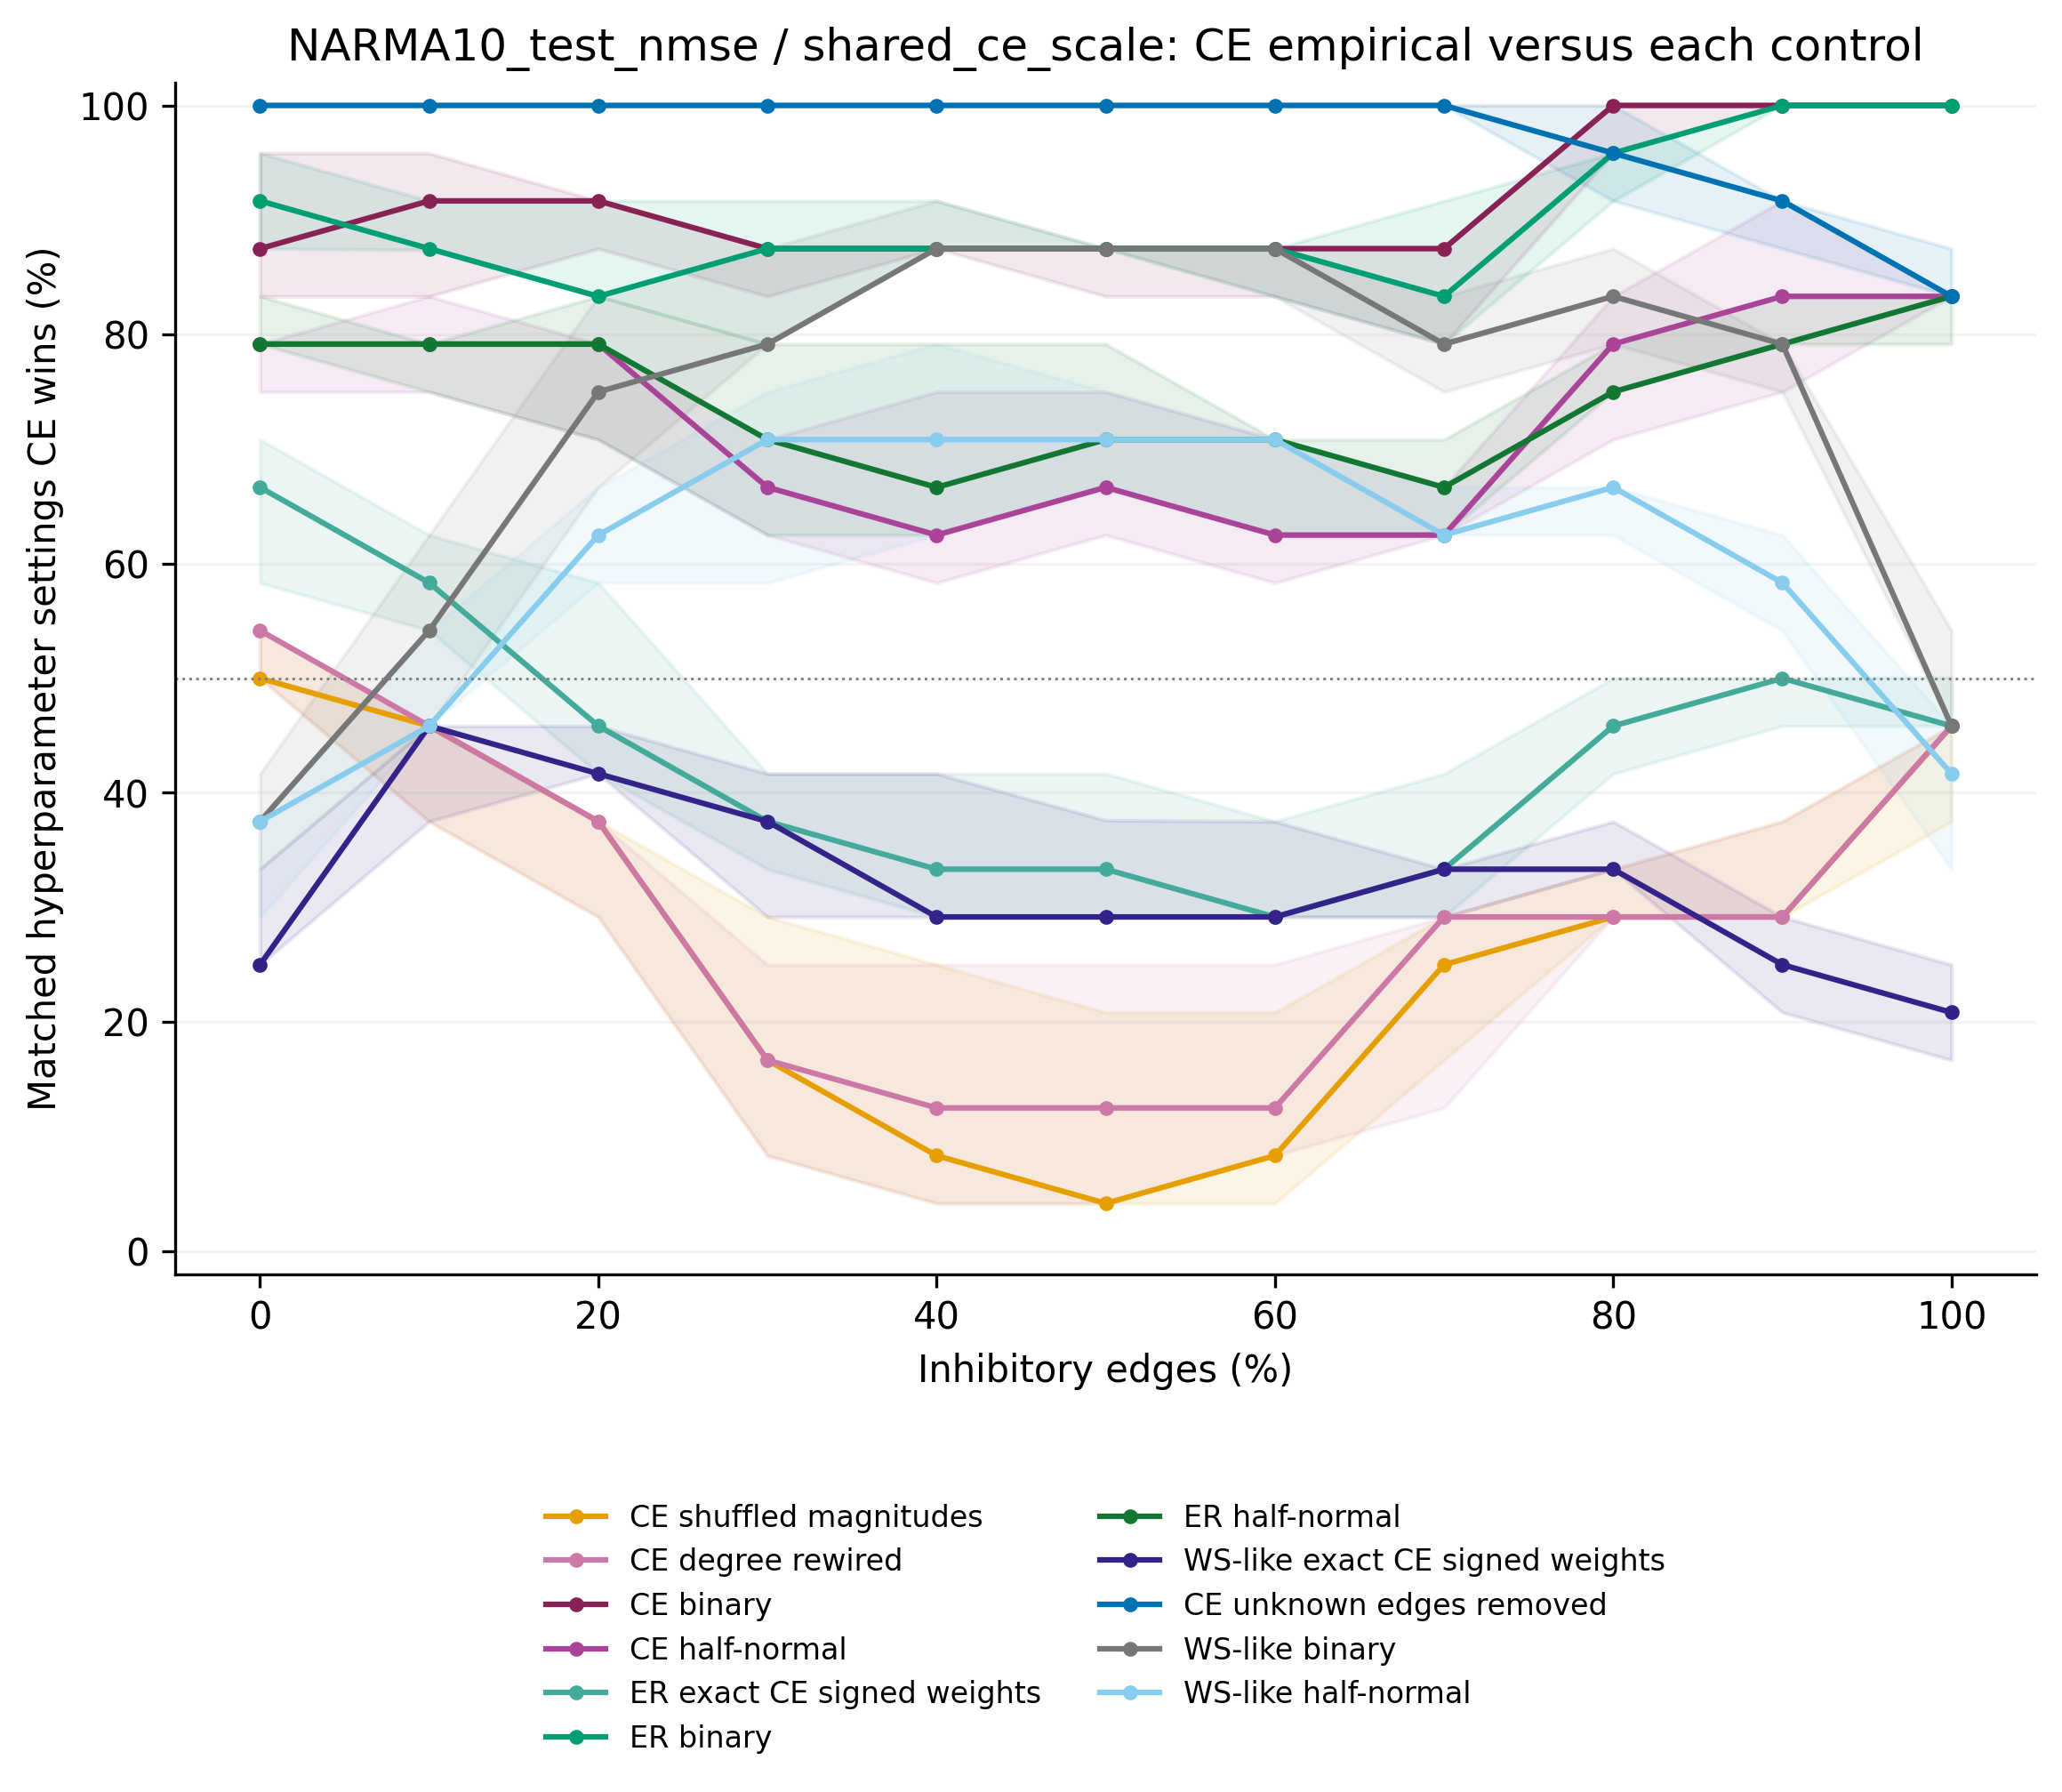 NARMA10_test_nmse / shared_ce_scale: CE empirical versus each control
Matched hyperparameter settings CE wins (%)
100
80
60
40
20
0
0 20 40 60 80 100
Inhibitory edges (%)
CE shuffled magnitudes
CE degree rewired
CE binary
CE half-normal
ER exact CE signed weights
ER binary
ER half-normal
WS-like exact CE signed weights
CE unknown edges removed
WS-like binary
WS-like half-normal